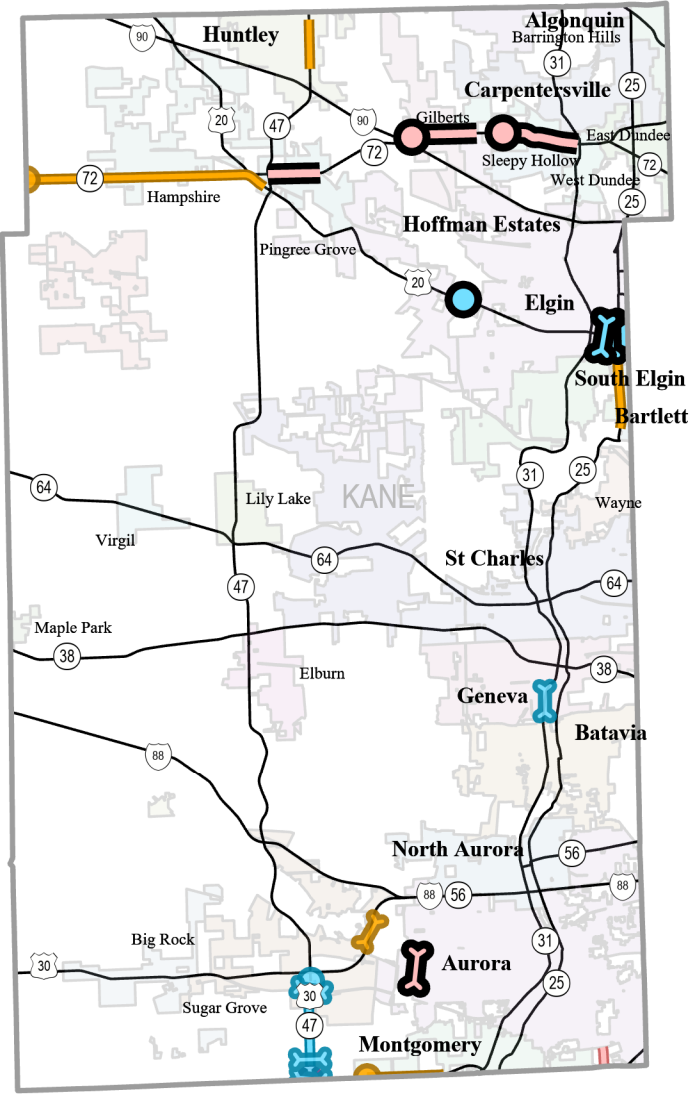 Algonquin
Huntley
90
Barrington Hills
31
25
Carpentersville
20
47
90
Gilberts
East Dundee
72
Sleepy Hollow
72
72
West Dundee
Hampshire
25
Hoffman Estates
Pingree Grove
20
Elgin
South Elgin
Bartlett
31
25
64
Lily Lake
KANE
Wayne
Virgil
64
St Charles
47
64
Maple Park
38
38
Elburn
Geneva
Batavia
88
North Aurora
56
88
56
88
Big Rock
31
30
Aurora
25
30
Sugar Grove
47
Montgomery